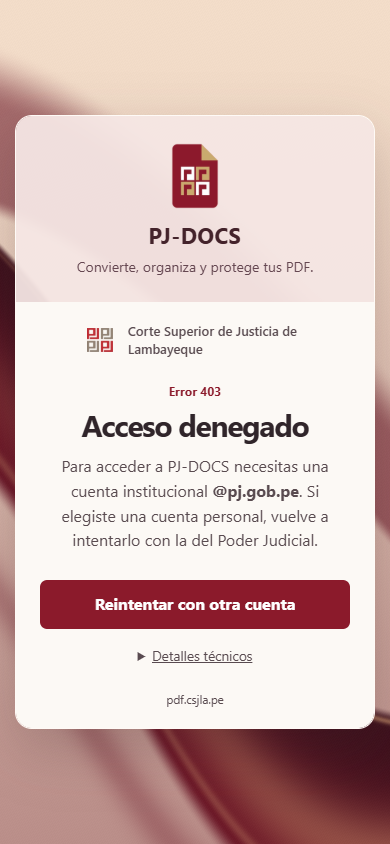 PJ-DOCS
Convierte, organiza y protege tus PDF.
Corte Superior de Justicia de
Lambayeque
Error 403
Acceso denegado
Para acceder a PJ-DOCS necesitas una
cuenta institucional @pj.gob.pe. Si
elegiste una cuenta personal, vuelve a
intentarlo con la del Poder Judicial.
Reintentar con otra cuenta
▶ Detalles técnicos
pdf.csjla.pe